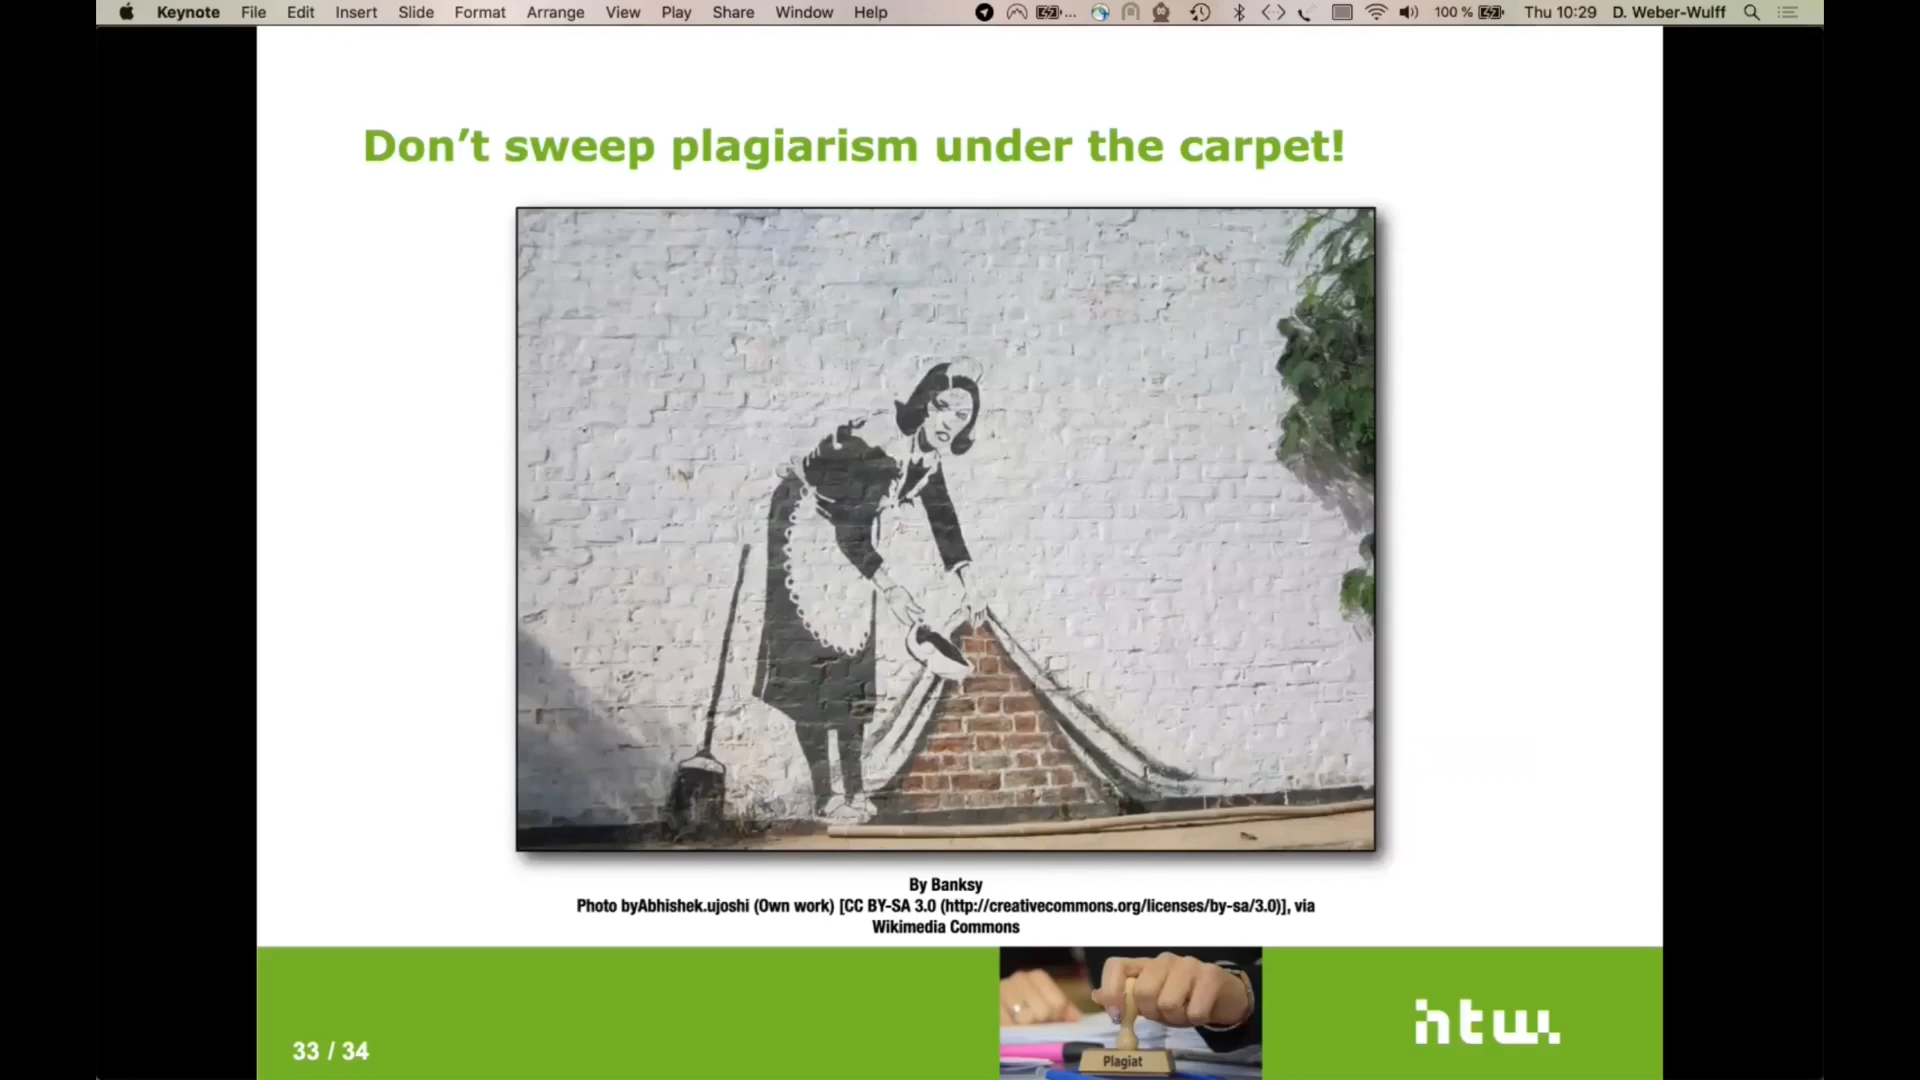 Keynote File Edit Insert Slide Format Arrange View Play Share Window Help 100 % Thu 10:29 D. Weber-Wulff
Don’t sweep plagiarism under the carpet!
By Banksy
Photo byAbhishek.ujoshi (Own work) [CC BY-SA 3.0 (http://creativecommons.org/licenses/by-sa/3.0)], via
Wikimedia Commons
Plagiat
htw.
33 / 34